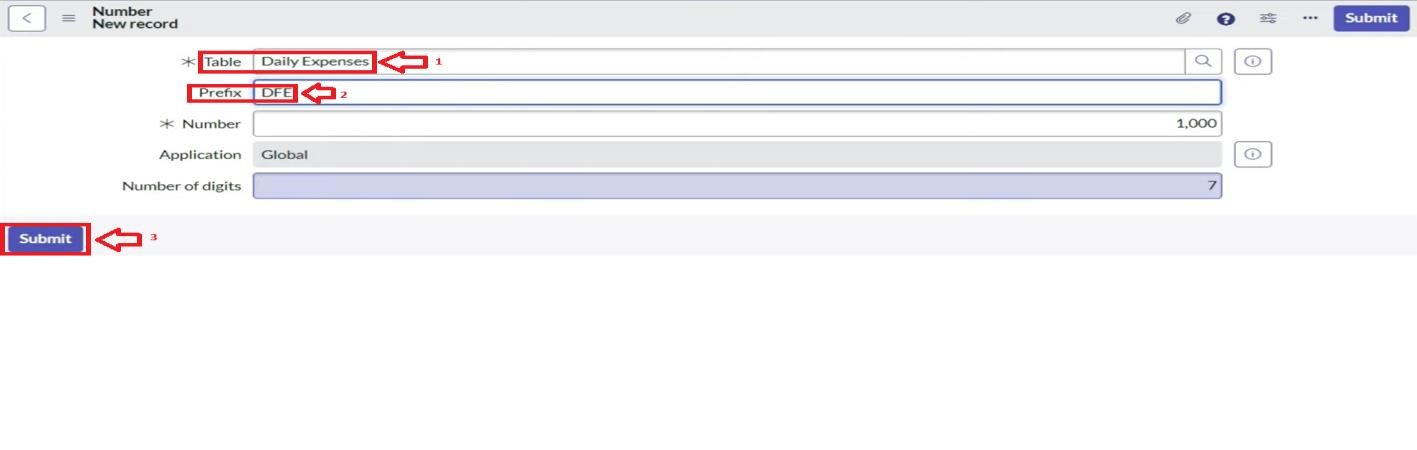 Number
New record
Submit
Table Daily Expenses 1
Prefix DFE 2
Number 1,000
Application Global
Number of digits 7
Submit 3